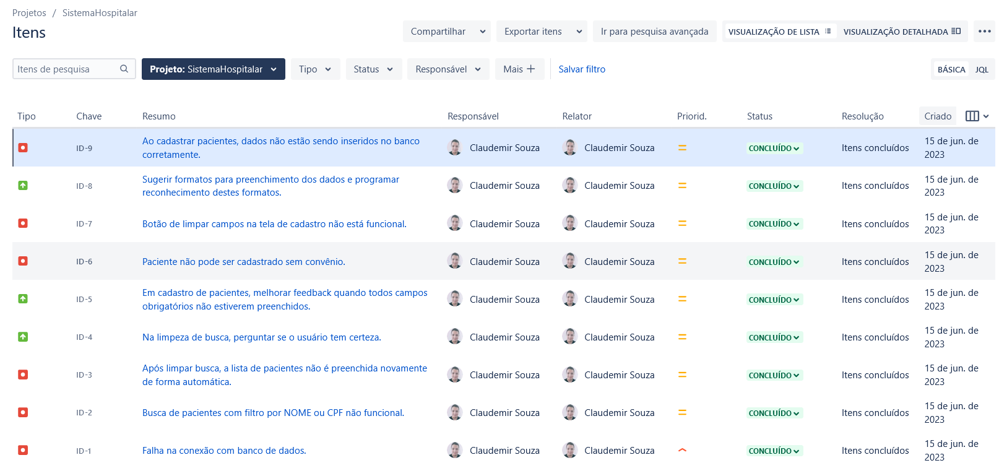 Projetos / SistemaHospitalar
Itens
Compartilhar
Exportar itens
Ir para pesquisa avançada
VISUALIZAÇÃO DE LISTA
VISUALIZAÇÃO DETALHADA
Itens de pesquisa
Projeto: SistemaHospitalar
Tipo
Status
Responsável
Mais
Salvar filtro
BÁSICA
JQL
Tipo Chave Resumo Responsável Relator Priorid. Status Resolução Criado
ID-9
Ao cadastrar pacientes, dados não estão sendo inseridos no banco
corretamente.
Claudemir Souza
Claudemir Souza
CONCLUÍDO
Itens concluídos
15 de jun. de
2023
ID-8
Sugerir formatos para preenchimento dos dados e programar
reconhecimento destes formatos.
Claudemir Souza
Claudemir Souza
CONCLUÍDO
Itens concluídos
15 de jun. de
2023
ID-7
Botão de limpar campos na tela de cadastro não está funcional.
Claudemir Souza
Claudemir Souza
CONCLUÍDO
Itens concluídos
15 de jun. de
2023
ID-6
Paciente não pode ser cadastrado sem convênio.
Claudemir Souza
Claudemir Souza
CONCLUÍDO
Itens concluídos
15 de jun. de
2023
ID-5
Em cadastro de pacientes, melhorar feedback quando todos campos
obrigatórios não estiverem preenchidos.
Claudemir Souza
Claudemir Souza
CONCLUÍDO
Itens concluídos
15 de jun. de
2023
ID-4
Na limpeza de busca, perguntar se o usuário tem certeza.
Claudemir Souza
Claudemir Souza
CONCLUÍDO
Itens concluídos
15 de jun. de
2023
ID-3
Após limpar busca, a lista de pacientes não é preenchida novamente
de forma automática.
Claudemir Souza
Claudemir Souza
CONCLUÍDO
Itens concluídos
15 de jun. de
2023
ID-2
Busca de pacientes com filtro por NOME ou CPF não funcional.
Claudemir Souza
Claudemir Souza
CONCLUÍDO
Itens concluídos
15 de jun. de
2023
ID-1
Falha na conexão com banco de dados.
Claudemir Souza
Claudemir Souza
CONCLUÍDO
Itens concluídos
15 de jun. de
2023